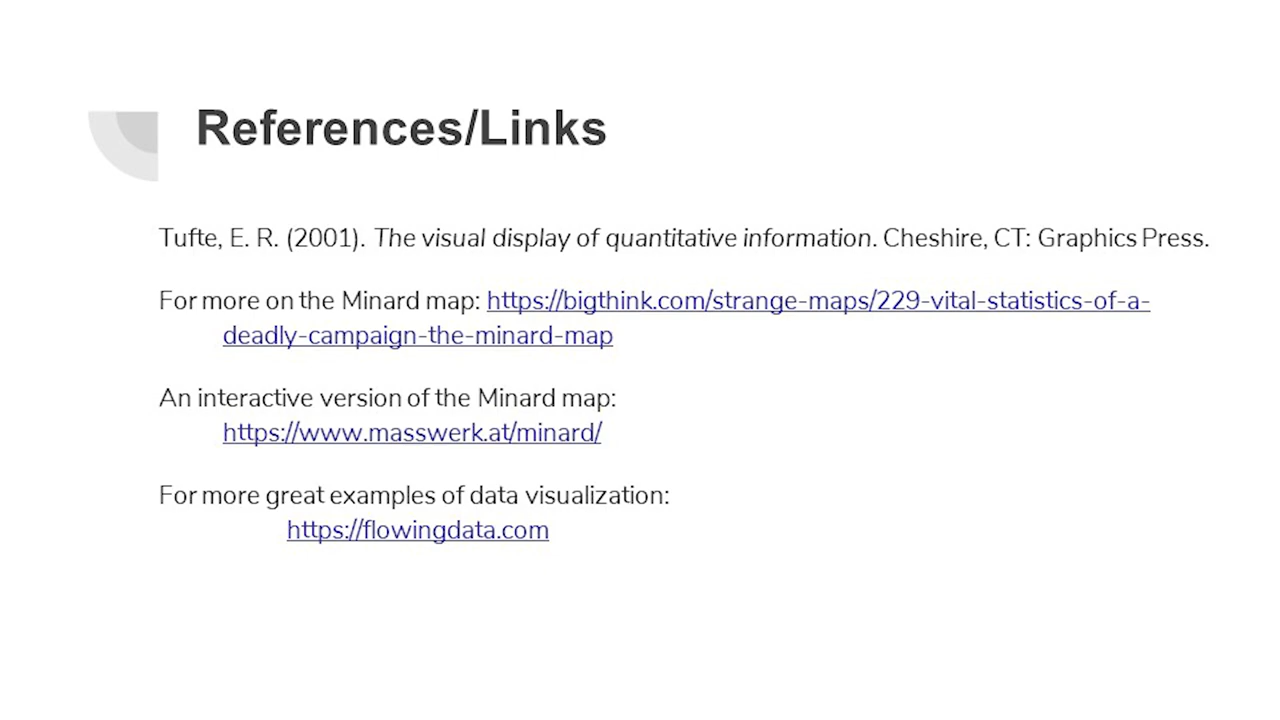 References/Links
Tufte, E. R. (2001). The visual display of quantitative information. Cheshire, CT: Graphics Press.
For more on the Minard map: https://bigthink.com/strange-maps/229-vital-statistics-of-a-
deadly-campaign-the-minard-map
An interactive version of the Minard map:
https://www.masswerk.at/minard/
For more great examples of data visualization:
https://flowingdata.com